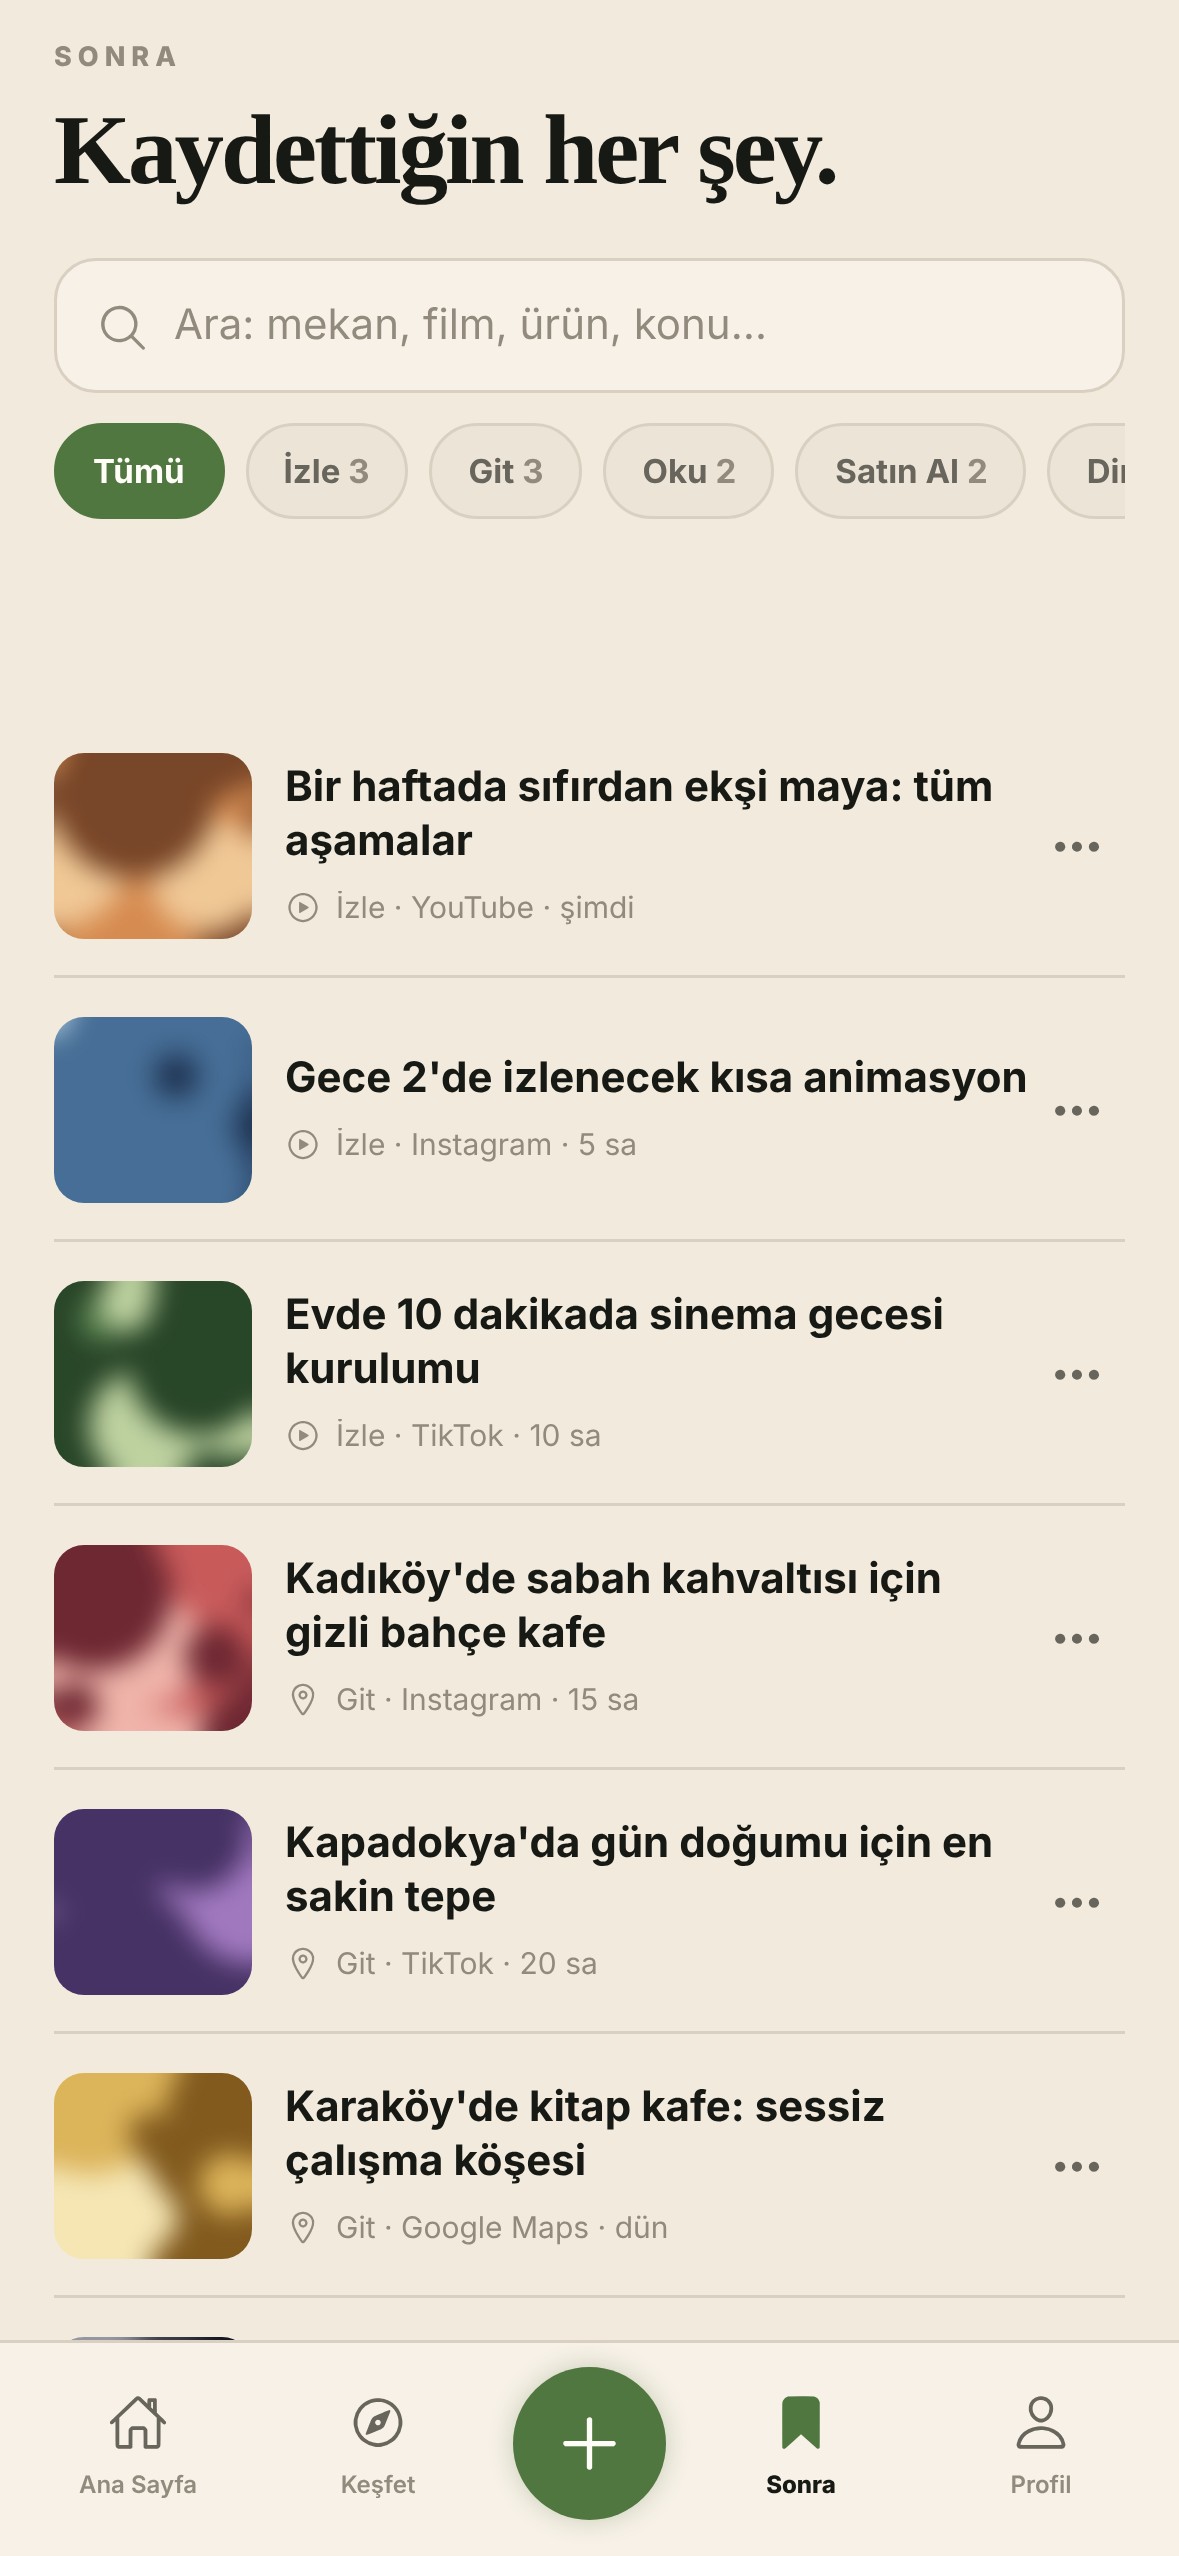 SONRA
Kaydettiğin her şey.
Ara: mekan, film, ürün, konu...
Tümü
İzle 3
Git 3
Oku 2
Satın Al 2
Bir haftada sıfırdan ekşi maya: tüm
aşamalar
İzle · YouTube · şimdi
Gece 2'de izlenecek kısa animasyon
İzle · Instagram · 5 sa
Evde 10 dakikada sinema gecesi
kurulumu
İzle · TikTok · 10 sa
Kadıköy'de sabah kahvaltısı için
gizli bahçe kafe
Git · Instagram · 15 sa
Kapadokya'da gün doğumu için en
sakin tepe
Git · TikTok · 20 sa
Karaköy'de kitap kafe: sessiz
çalışma köşesi
Git · Google Maps · dün
Ana Sayfa
Keşfet
Sonra
Profil